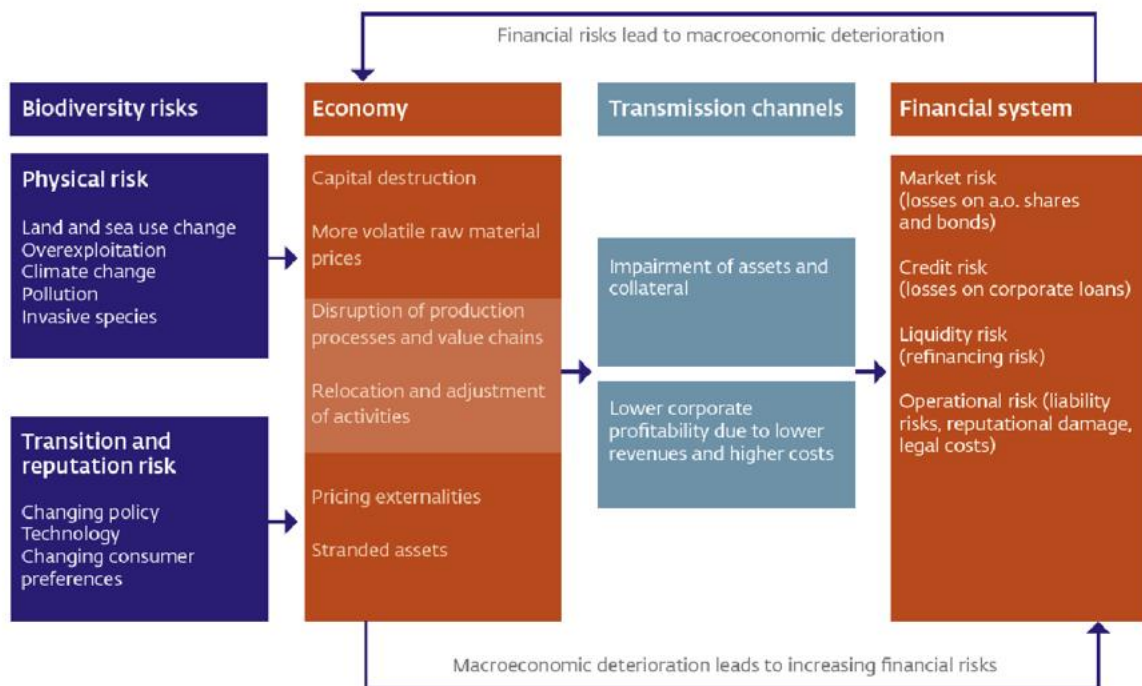 Financial risks lead to macroeconomic deterioration
Biodiversity risks
Economy
Transmission channels
Financial system
Physical risk
Land and sea use change
Overexploitation
Climate change
Pollution
Invasive species
Transition and
reputation risk
Changing policy
Technology
Changing consumer
preferences
Capital destruction
More volatile raw material
prices
Disruption of production
processes and value chains
Relocation and adjustment
of activities
Pricing externalities
Stranded assets
Impairment of assets and
collateral
Lower corporate
profitability due to lower
revenues and higher costs
Market risk
(losses on a.o. shares
and bonds)
Credit risk
(losses on corporate loans)
Liquidity risk
(refinancing risk)
Operational risk (liability
risks, reputational damage,
legal costs)
Macroeconomic deterioration leads to increasing financial risks